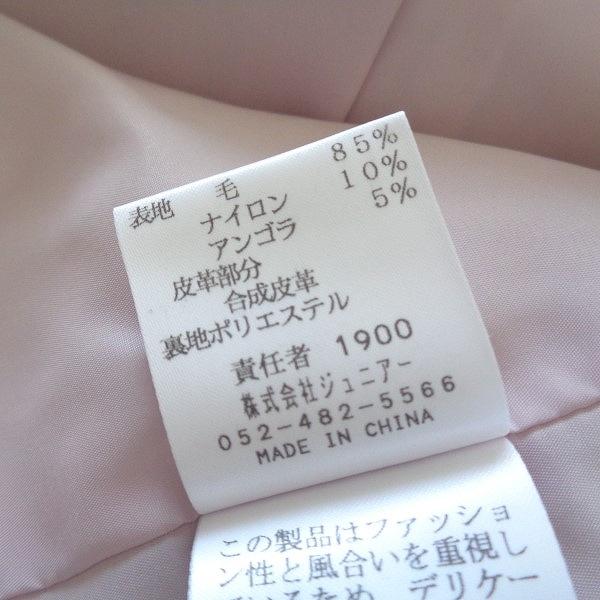 表地 毛 85%
ナイロン 10%
アンゴラ 5%
皮革部分
合成皮革
裏地ポリエステル
責任者 1900
株式会社ジュニアー
052-482-5566
MADE IN CHINA
この製品はファッショ
ン性と風合いを重視し
ているため、デリケー